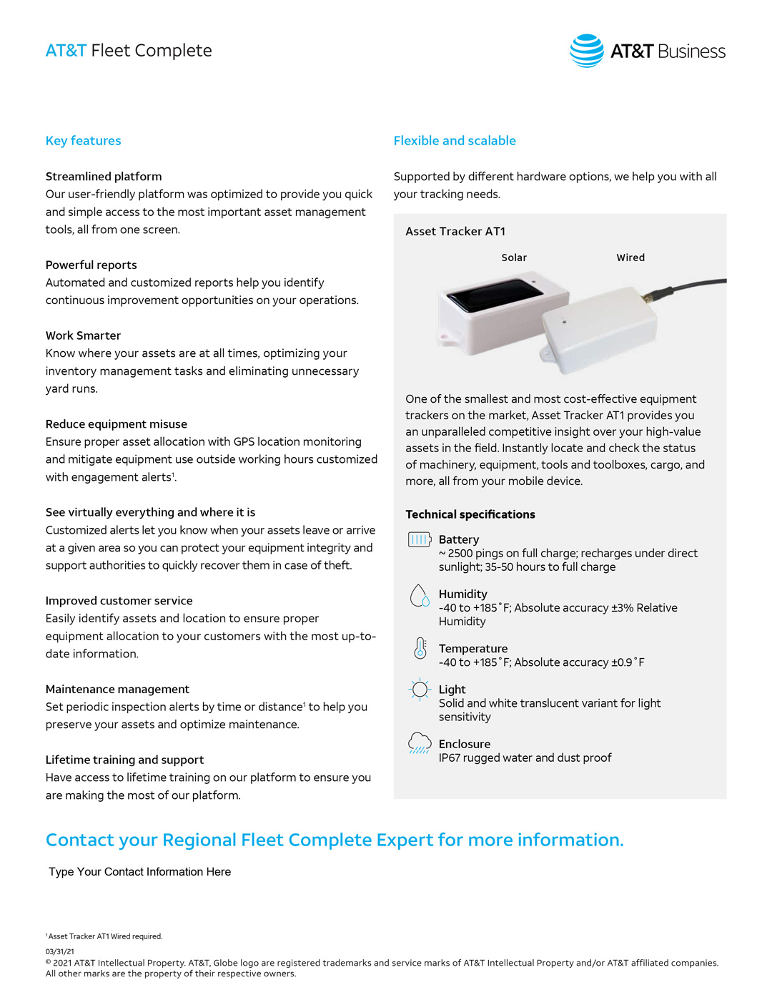 AT&T Fleet Complete
AT&T Business
Key features
Streamlined platform
Our user-friendly platform was optimized to provide you quick
and simple access to the most important asset management
tools, all from one screen.
Powerful reports
Automated and customized reports help you identify
continuous improvement opportunities on your operations.
Work Smarter
Know where your assets are at all times, optimizing your
inventory management tasks and eliminating unnecessary
yard runs.
Reduce equipment misuse
Ensure proper asset allocation with GPS location monitoring
and mitigate equipment use outside working hours customized
with engagement alerts¹.
See virtually everything and where it is
Customized alerts let you know when your assets leave or arrive
at a given area so you can protect your equipment integrity and
support authorities to quickly recover them in case of theft.
Improved customer service
Easily identify assets and location to ensure proper
equipment allocation to your customers with the most up-to-
date information.
Maintenance management
Set periodic inspection alerts by time or distance¹ to help you
preserve your assets and optimize maintenance.
Lifetime training and support
Have access to lifetime training on our platform to ensure you
are making the most of our platform.
Flexible and scalable
Supported by different hardware options, we help you with all
your tracking needs.
Asset Tracker AT1
Solar
Wired
One of the smallest and most cost-effective equipment
trackers on the market, Asset Tracker AT1 provides you
an unparalleled competitive insight over your high-value
assets in the field. Instantly locate and check the status
of machinery, equipment, tools and toolboxes, cargo, and
more, all from your mobile device.
Technical specifications
Battery
~ 2500 pings on full charge; recharges under direct
sunlight; 35-50 hours to full charge
Humidity
-40 to +185˚F; Absolute accuracy ±3% Relative
Humidity
Temperature
-40 to +185˚F; Absolute accuracy ±0.9˚F
Light
Solid and white translucent variant for light
sensitivity
Enclosure
IP67 rugged water and dust proof
Contact your Regional Fleet Complete Expert for more information.
Type Your Contact Information Here
¹ Asset Tracker AT1 Wired required.
03/31/21
© 2021 AT&T Intellectual Property. AT&T, Globe logo are registered trademarks and service marks of AT&T Intellectual Property and/or AT&T affiliated companies.
All other marks are the property of their respective owners.